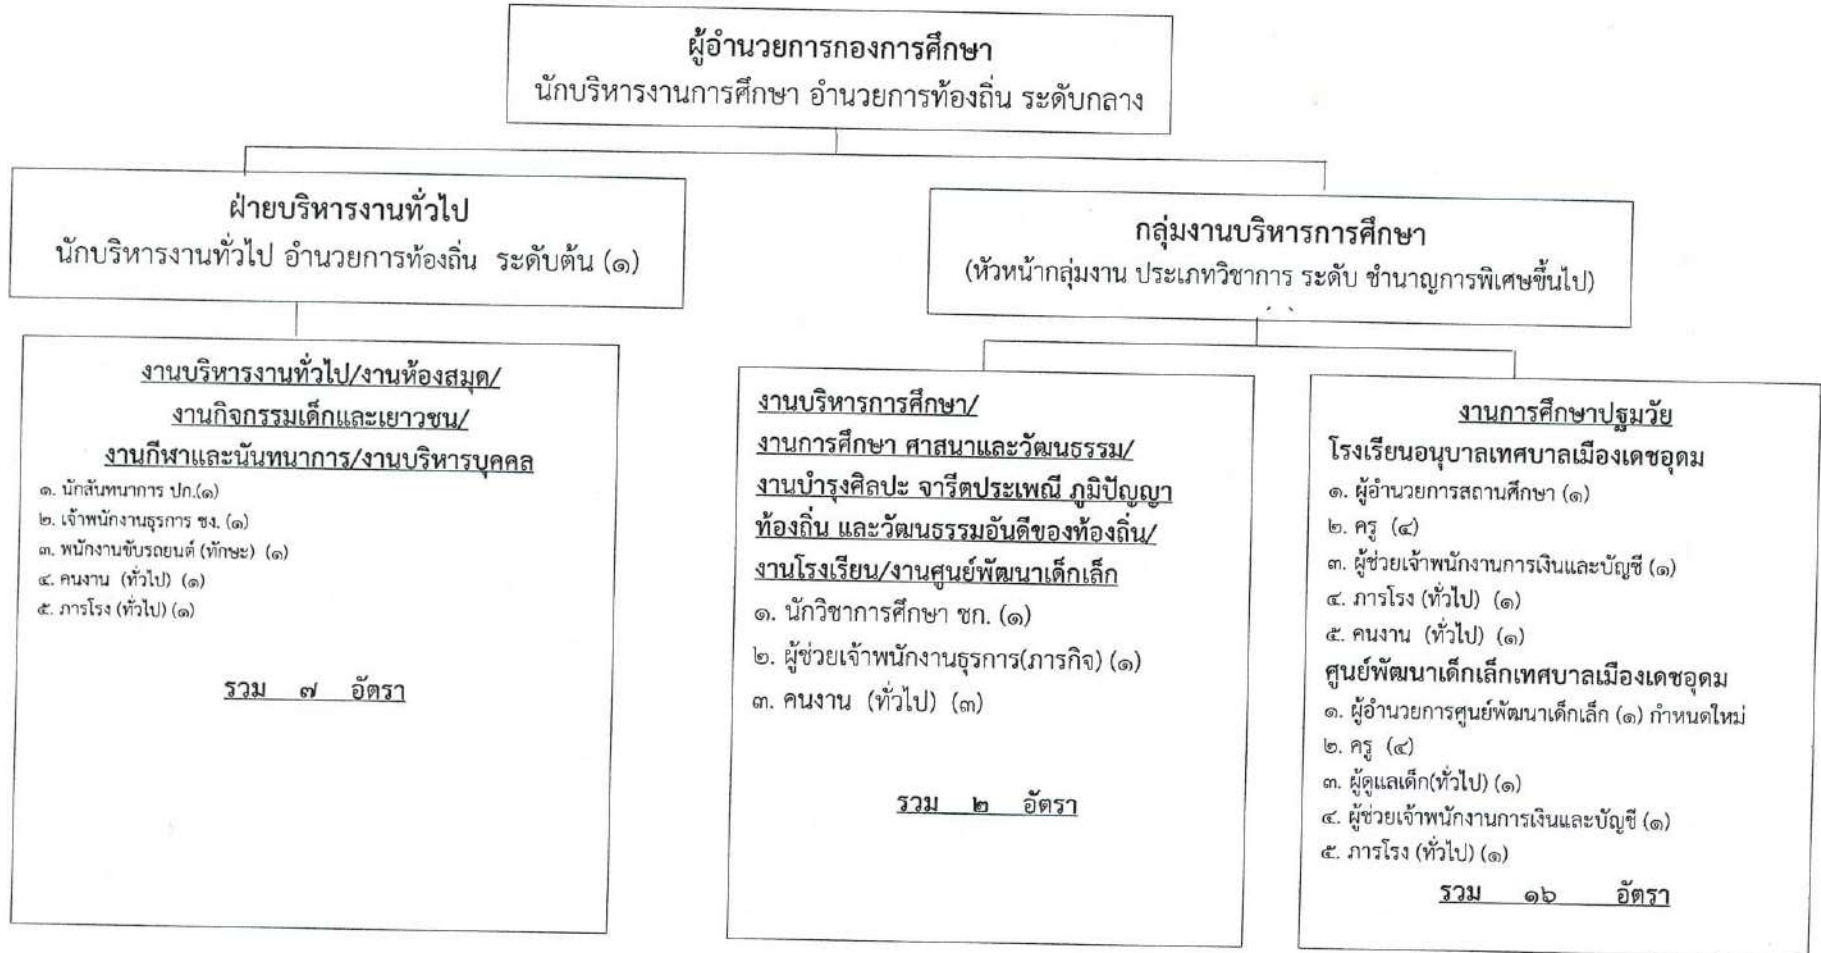 ผู้อำนวยการกองการศึกษา
นักบริหารงานการศึกษา อำนวยการท้องถิ่น ระดับกลาง
ฝ่ายบริหารงานทั่วไป
นักบริหารงานทั่วไป อำนวยการท้องถิ่น ระดับต้น (๑)
กลุ่มงานบริหารการศึกษา
(หัวหน้ากลุ่มงาน ประเภทวิชาการ ระดับ ชำนาญการพิเศษขึ้นไป)
งานบริหารงานทั่วไป/งานห้องสมุด/
งานกิจกรรมเด็กและเยาวชน/
งานกีฬาและนันทนาการ/งานบริหารบุคคล
๑. นักสันทนาการ ปก.(๑)
๒. เจ้าพนักงานธุรการ ชง. (๑)
๓. พนักงานขับรถยนต์ (ทักษะ) (๑)
๔. คนงาน (ทั่วไป) (๑)
๕. ภารโรง (ทั่วไป) (๑)
รวม ๗ อัตรา
งานบริหารการศึกษา/
งานการศึกษา ศาสนาและวัฒนธรรม/
งานบำรุงศิลปะ จารีตประเพณี ภูมิปัญญา
ท้องถิ่น และวัฒนธรรมอันดีของท้องถิ่น/
งานโรงเรียน/งานศูนย์พัฒนาเด็กเล็ก
๑. นักวิชาการศึกษา ชก. (๑)
๒. ผู้ช่วยเจ้าพนักงานธุรการ(ภารกิจ) (๑)
๓. คนงาน (ทั่วไป) (๓)
รวม ๒ อัตรา
งานการศึกษาปฐมวัย
โรงเรียนอนุบาลเทศบาลเมืองเดชอุดม
๑. ผู้อำนวยการสถานศึกษา (๑)
๒. ครู (๔)
๓. ผู้ช่วยเจ้าพนักงานการเงินและบัญชี (๑)
๔. ภารโรง (ทั่วไป) (๑)
๕. คนงาน (ทั่วไป) (๑)
ศูนย์พัฒนาเด็กเล็กเทศบาลเมืองเดชอุดม
๑. ผู้อำนวยการศูนย์พัฒนาเด็กเล็ก (๑) กำหนดใหม่
๒. ครู (๔)
๓. ผู้ดูแลเด็ก(ทั่วไป) (๑)
๔. ผู้ช่วยเจ้าพนักงานการเงินและบัญชี (๑)
๕. ภารโรง (ทั่วไป) (๑)
รวม ๑๖ อัตรา